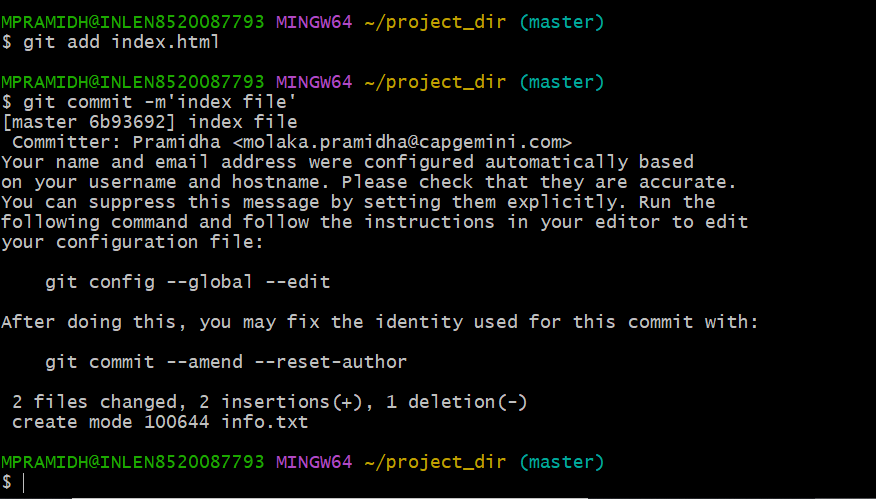 MPRAMIDH@INLEN8520087793 MINGW64 ~/project_dir (master)
$ git add index.html
MPRAMIDH@INLEN8520087793 MINGW64 ~/project_dir (master)
$ git commit -m'index file'
[master 6b93692] index file
 Committer: Pramidha <molaka.pramidha@capgemini.com>
Your name and email address were configured automatically based
on your username and hostname. Please check that they are accurate.
You can suppress this message by setting them explicitly. Run the
following command and follow the instructions in your editor to edit
your configuration file:
    git config --global --edit
After doing this, you may fix the identity used for this commit with:
    git commit --amend --reset-author
 2 files changed, 2 insertions(+), 1 deletion(-)
 create mode 100644 info.txt
MPRAMIDH@INLEN8520087793 MINGW64 ~/project_dir (master)
$